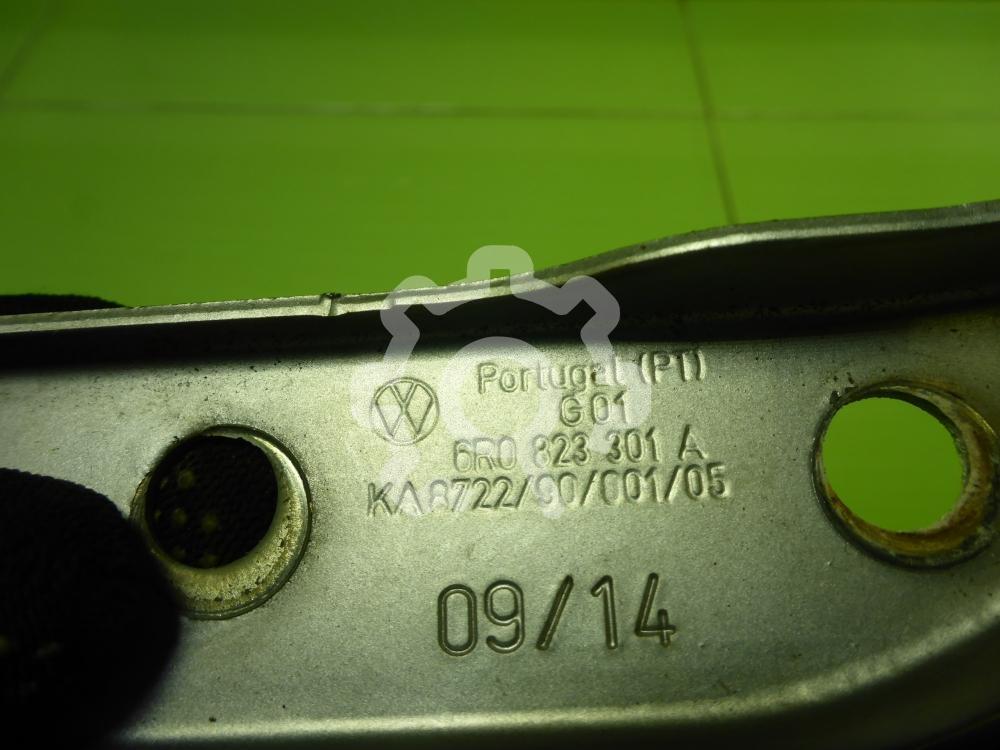 Portugal (PT)
G01
6R0 823 301 A
KA8722/90/001/05
09/14